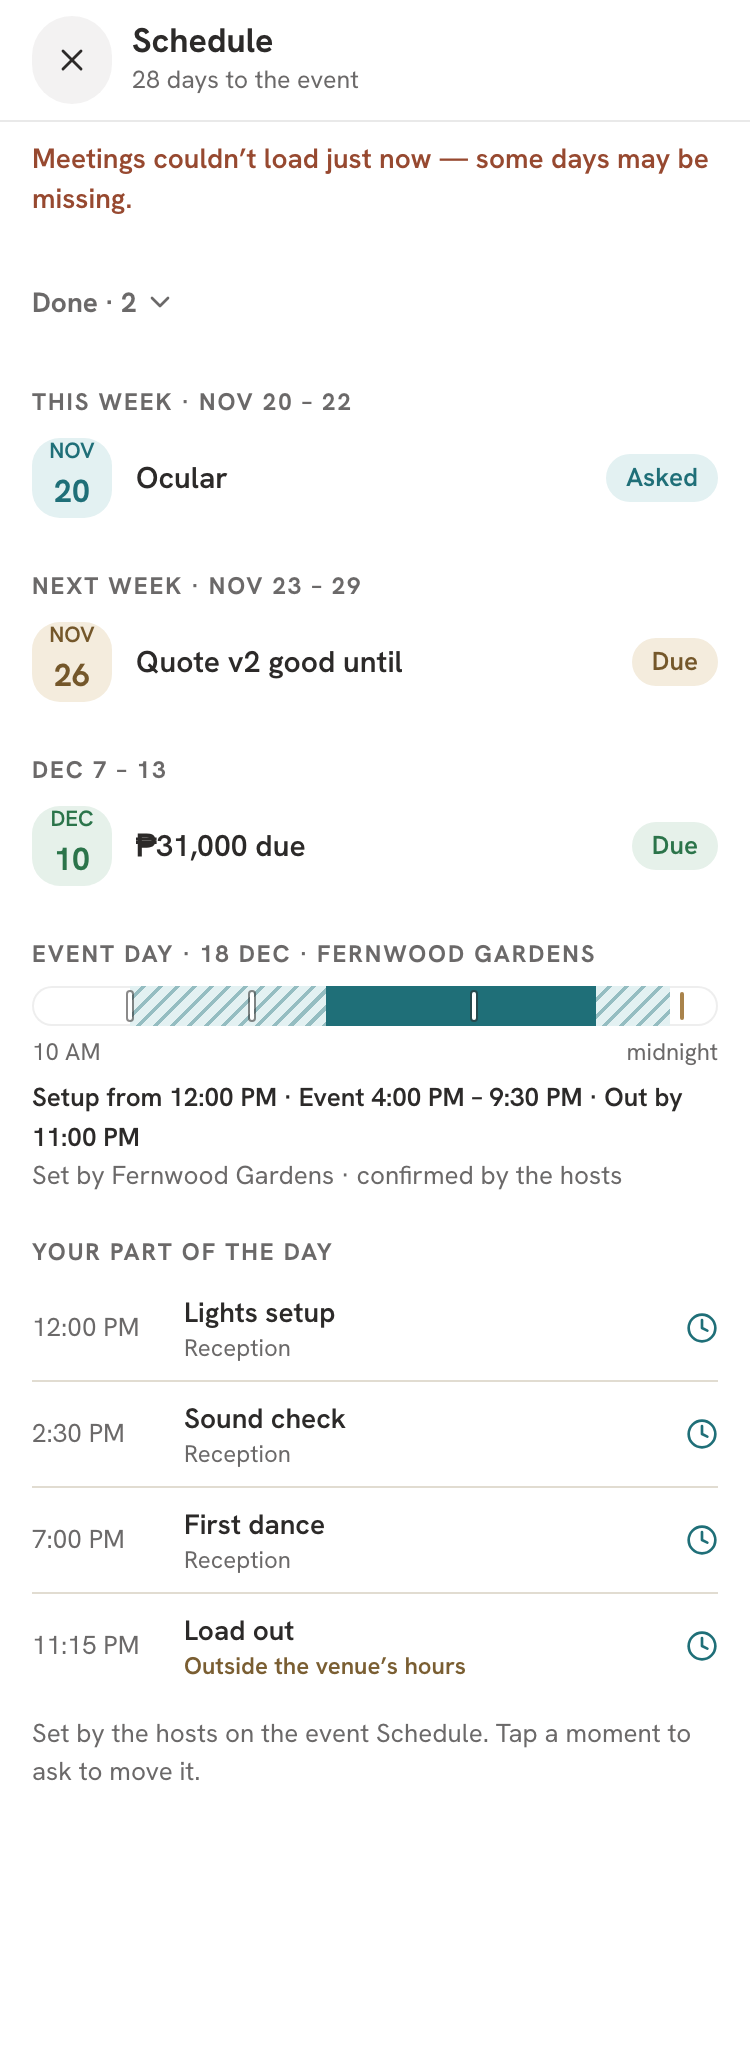 Schedule
28 days to the event
Meetings couldn’t load just now — some days may be
missing.
Done · 2
THIS WEEK · NOV 20 – 22
NOV
20
Ocular
Asked
NEXT WEEK · NOV 23 – 29
NOV
26
Quote v2 good until
Due
DEC 7 – 13
DEC
10
₱31,000 due
Due
EVENT DAY · 18 DEC · FERNWOOD GARDENS
10 AM
midnight
Setup from 12:00 PM · Event 4:00 PM – 9:30 PM · Out by
11:00 PM
Set by Fernwood Gardens · confirmed by the hosts
YOUR PART OF THE DAY
12:00 PM
Lights setup
Reception
2:30 PM
Sound check
Reception
7:00 PM
First dance
Reception
11:15 PM
Load out
Outside the venue’s hours
Set by the hosts on the event Schedule. Tap a moment to
ask to move it.